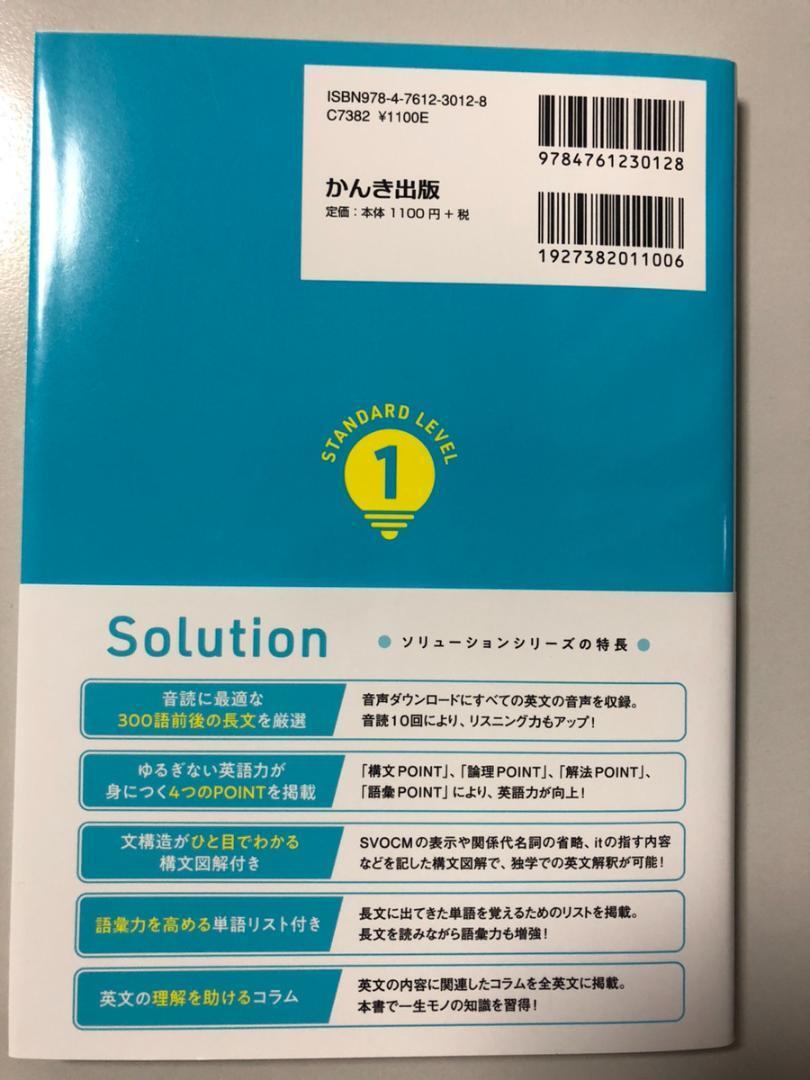 ISBN978-4-7612-3012-8
C7382 ¥1100E
9784761230128
かんき出版
定価：本体 1100 円 + 税
1927382011006
STANDARD LEVEL
1
Solution
ソリューションシリーズの特長
音読に最適な
300語前後の長文を厳選
音声ダウンロードにすべての英文の音声を収録。
音読10回により、リスニング力もアップ！
ゆるぎない英語力が
身につく4つのPOINTを掲載
「構文POINT」、「論理POINT」、「解法POINT」、
「語彙POINT」により、英語力が向上！
文構造がひと目でわかる
構文図解付き
SVOCMの表示や関係代名詞の省略、itの指す内容
などを記した構文図解で、独学での英文解釈が可能！
語彙力を高める単語リスト付き
長文に出てきた単語を覚えるためのリストを掲載。
長文を読みながら語彙力も増強！
英文の理解を助けるコラム
英文の内容に関連したコラムを全英文に掲載。
本書で一生モノの知識を習得！